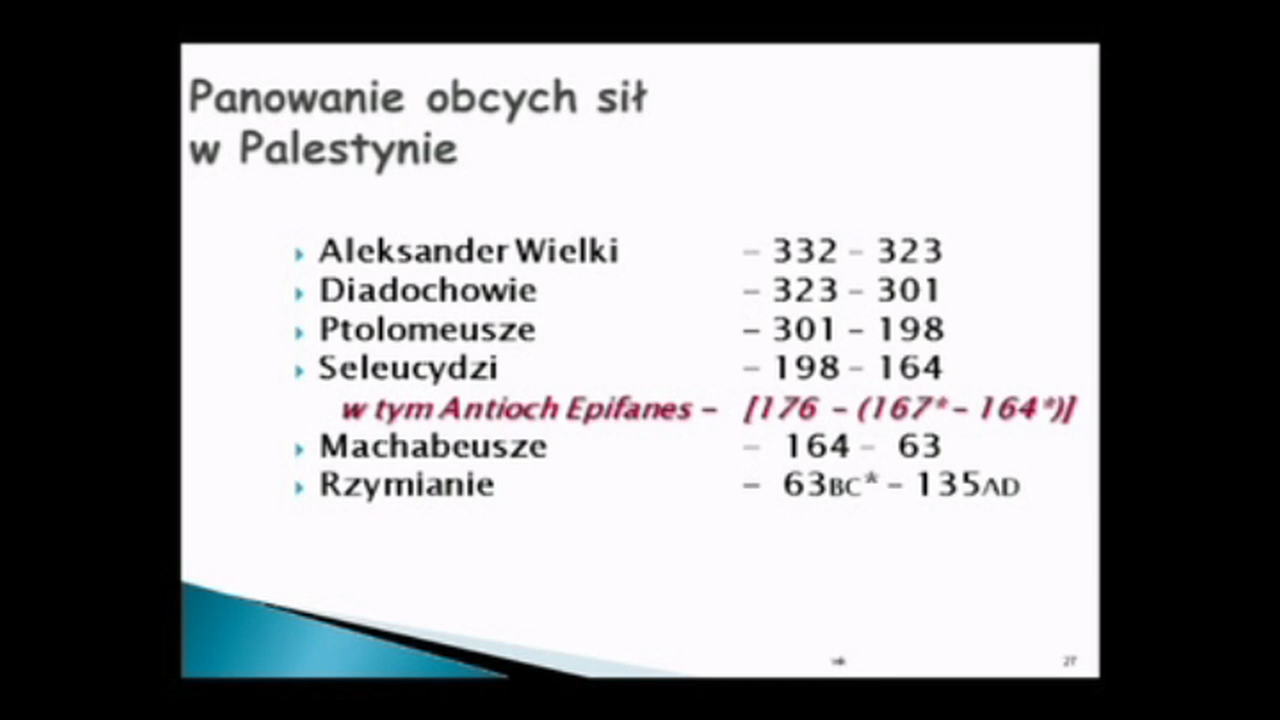 Panowanie obcych sił
w Palestynie
Aleksander Wielki – 332 – 323
Diadochowie – 323 – 301
Ptolomeusze – 301 – 198
Seleucydzi – 198 – 164
w tym Antioch Epifanes – [176 – (167* – 164*)]
Machabeusze – 164 – 63
Rzymianie – 63BC* – 135AD
27